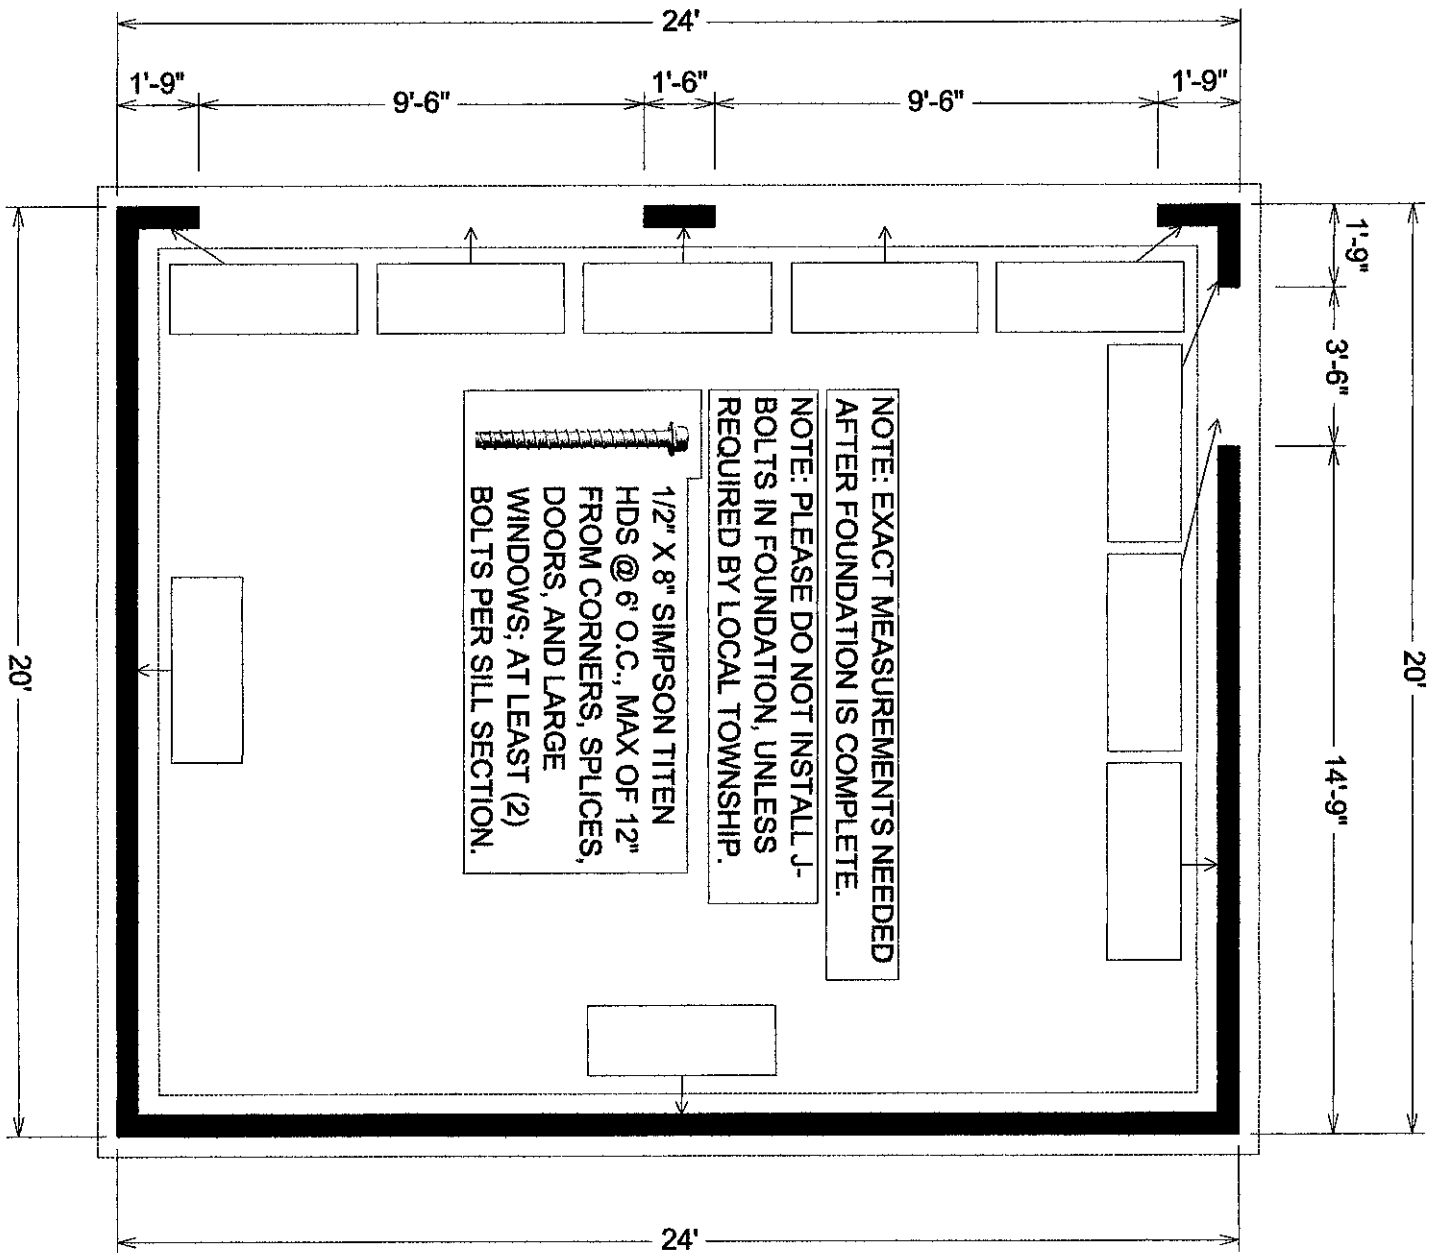 24'
1'-9"
9'-6"
1'-6"
9'-6"
1'-9"
1'-9"
3'-6"
14'-9"
20'
20'
NOTE: EXACT MEASUREMENTS NEEDED
AFTER FOUNDATION IS COMPLETE.
NOTE: PLEASE DO NOT INSTALL J-
BOLTS IN FOUNDATION, UNLESS
REQUIRED BY LOCAL TOWNSHIP.
1/2" X 8" SIMPSON TITEN
HDS @ 6' O.C., MAX OF 12"
FROM CORNERS, SPLICES,
DOORS, AND LARGE
WINDOWS; AT LEAST (2)
BOLTS PER SILL SECTION.
24'